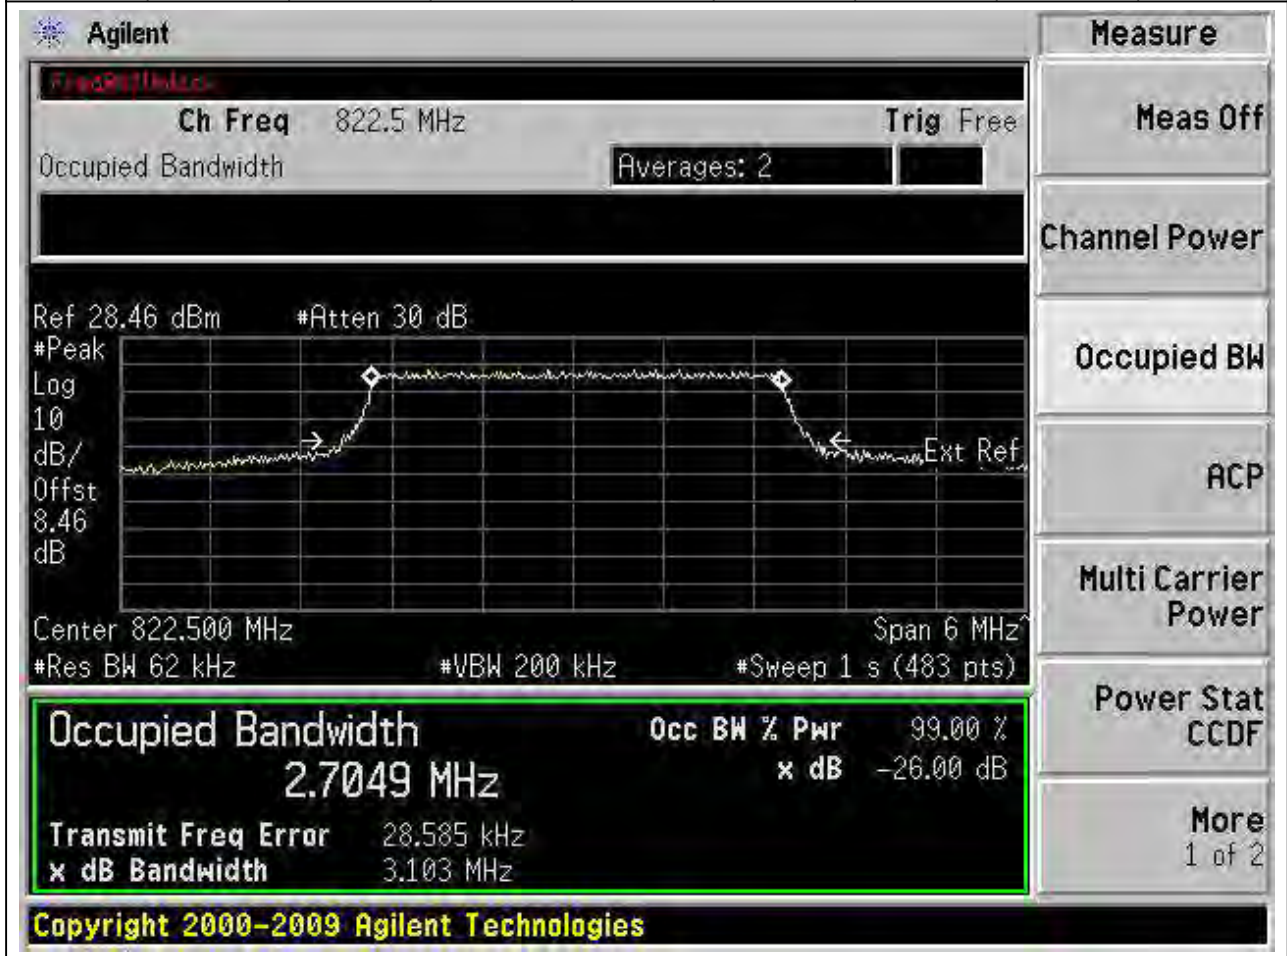 Agilent
Measure
Ch Freq 822.5 MHz Trig Free
Occupied Bandwidth Averages: 2
Meas Off
Channel Power
Occupied BW
ACP
Multi Carrier
Power
Power Stat
CCDF
More
1 of 2
Ref 28.46 dBm #Atten 30 dB
#Peak
Log
10
dB/
Offst
8.46
dB
Ext Ref
Center 822.500 MHz Span 6 MHz
#Res BW 62 kHz #VBW 200 kHz #Sweep 1 s (483 pts)
Occupied Bandwidth
2.7049 MHz
Occ BW % Pwr 99.00 %
x dB -26.00 dB
Transmit Freq Error 28.585 kHz
x dB Bandwidth 3.103 MHz
Copyright 2000-2009 Agilent Technologies